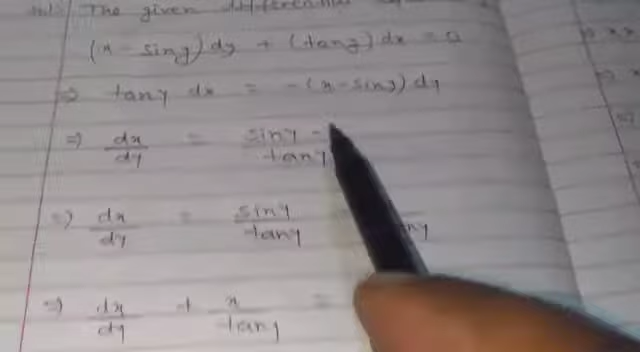 The given differential
(x - siny) dy + (tany) dx = 0
⇒ tany dx = -(x - siny) dy
⇒ dx/dy = siny - / tany
⇒ dx/dy = siny/tany
⇒ dx/dy + x/tany =